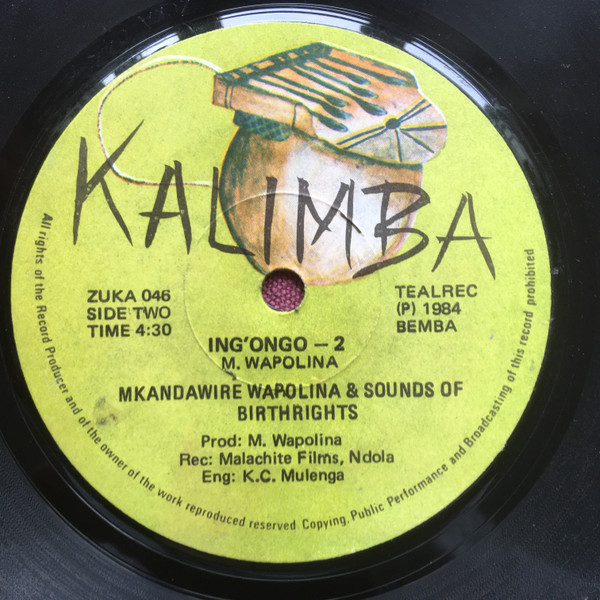 KALIMBA
ZUKA 046
SIDE TWO
TIME 4:30
TEALREC
(P) 1984
BEMBA
ING'ONGO – 2
M. WAPOLINA
MKANDAWIRE WAPOLINA & SOUNDS OF
BIRTHRIGHTS
Prod: M. Wapolina
Rec: Malachite Films, Ndola
Eng: K.C. Mulenga
All rights of the Record Producer and of the owner of the work reproduced reserved Copying, Public Performance and Broadcasting of this record prohibited